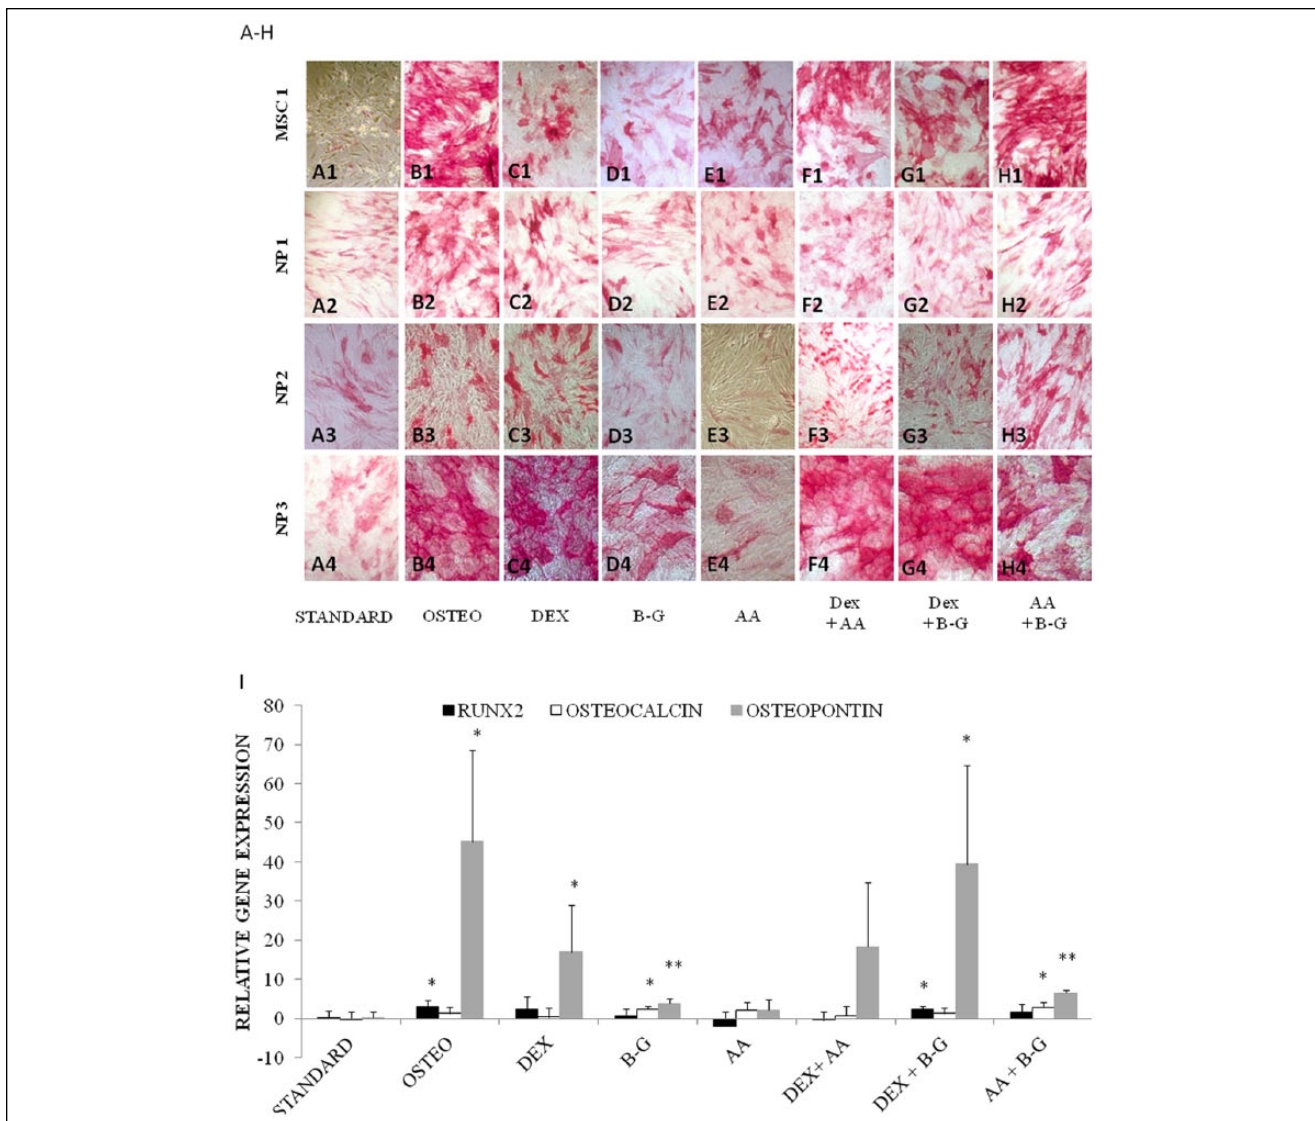 A-H
MSC 1
A1 B1 C1 D1 E1 F1 G1 H1
NP 1
A2 B2 C2 D2 E2 F2 G2 H2
NP 2
A3 B3 C3 D3 E3 F3 G3 H3
NP 3
A4 B4 C4 D4 E4 F4 G4 H4
STANDARD OSTEO DEX B-G AA Dex +AA Dex +B-G AA +B-G
I
RUNX2 OSTEOCALCIN OSTEOPONTIN
RELATIVE GENE EXPRESSION
80
70
60
50
40
30
20
10
0
-10
* * * * ** * * * **
STANDARD OSTEO DEX B-G AA DEX+ AA DEX + B-G AA + B-G